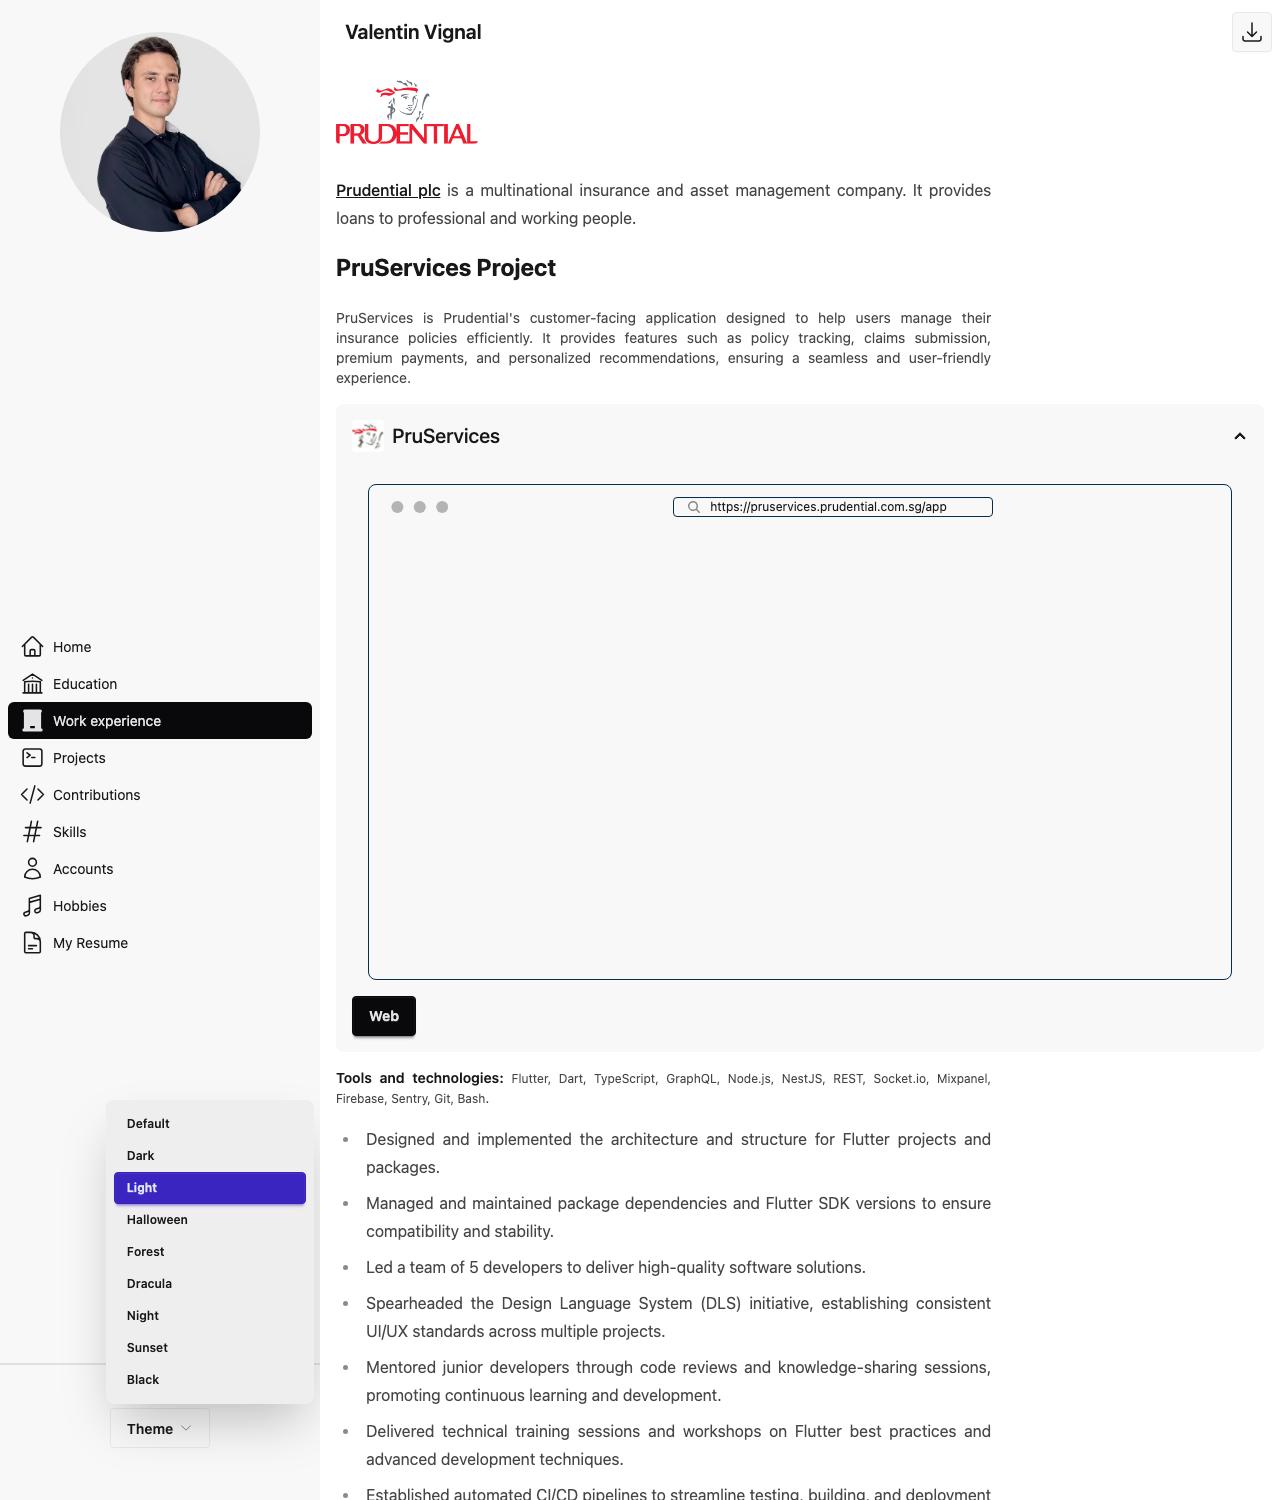 Valentin Vignal
PRUDENTIAL
Prudential plc is a multinational insurance and asset management company. It provides
loans to professional and working people.
PruServices Project
PruServices is Prudential's customer-facing application designed to help users manage their
insurance policies efficiently. It provides features such as policy tracking, claims submission,
premium payments, and personalized recommendations, ensuring a seamless and user-friendly
experience.
PruServices
https://pruservices.prudential.com.sg/app
Web
Home
Education
Work experience
Projects
Contributions
Skills
Accounts
Hobbies
My Resume
Default
Dark
Light
Halloween
Forest
Dracula
Night
Sunset
Black
Theme
Tools and technologies: Flutter, Dart, TypeScript, GraphQL, Node.js, NestJS, REST, Socket.io, Mixpanel,
Firebase, Sentry, Git, Bash.
• Designed and implemented the architecture and structure for Flutter projects and
packages.
• Managed and maintained package dependencies and Flutter SDK versions to ensure
compatibility and stability.
• Led a team of 5 developers to deliver high-quality software solutions.
• Spearheaded the Design Language System (DLS) initiative, establishing consistent
UI/UX standards across multiple projects.
• Mentored junior developers through code reviews and knowledge-sharing sessions,
promoting continuous learning and development.
• Delivered technical training sessions and workshops on Flutter best practices and
advanced development techniques.
• Established automated CI/CD pipelines to streamline testing, building, and deployment